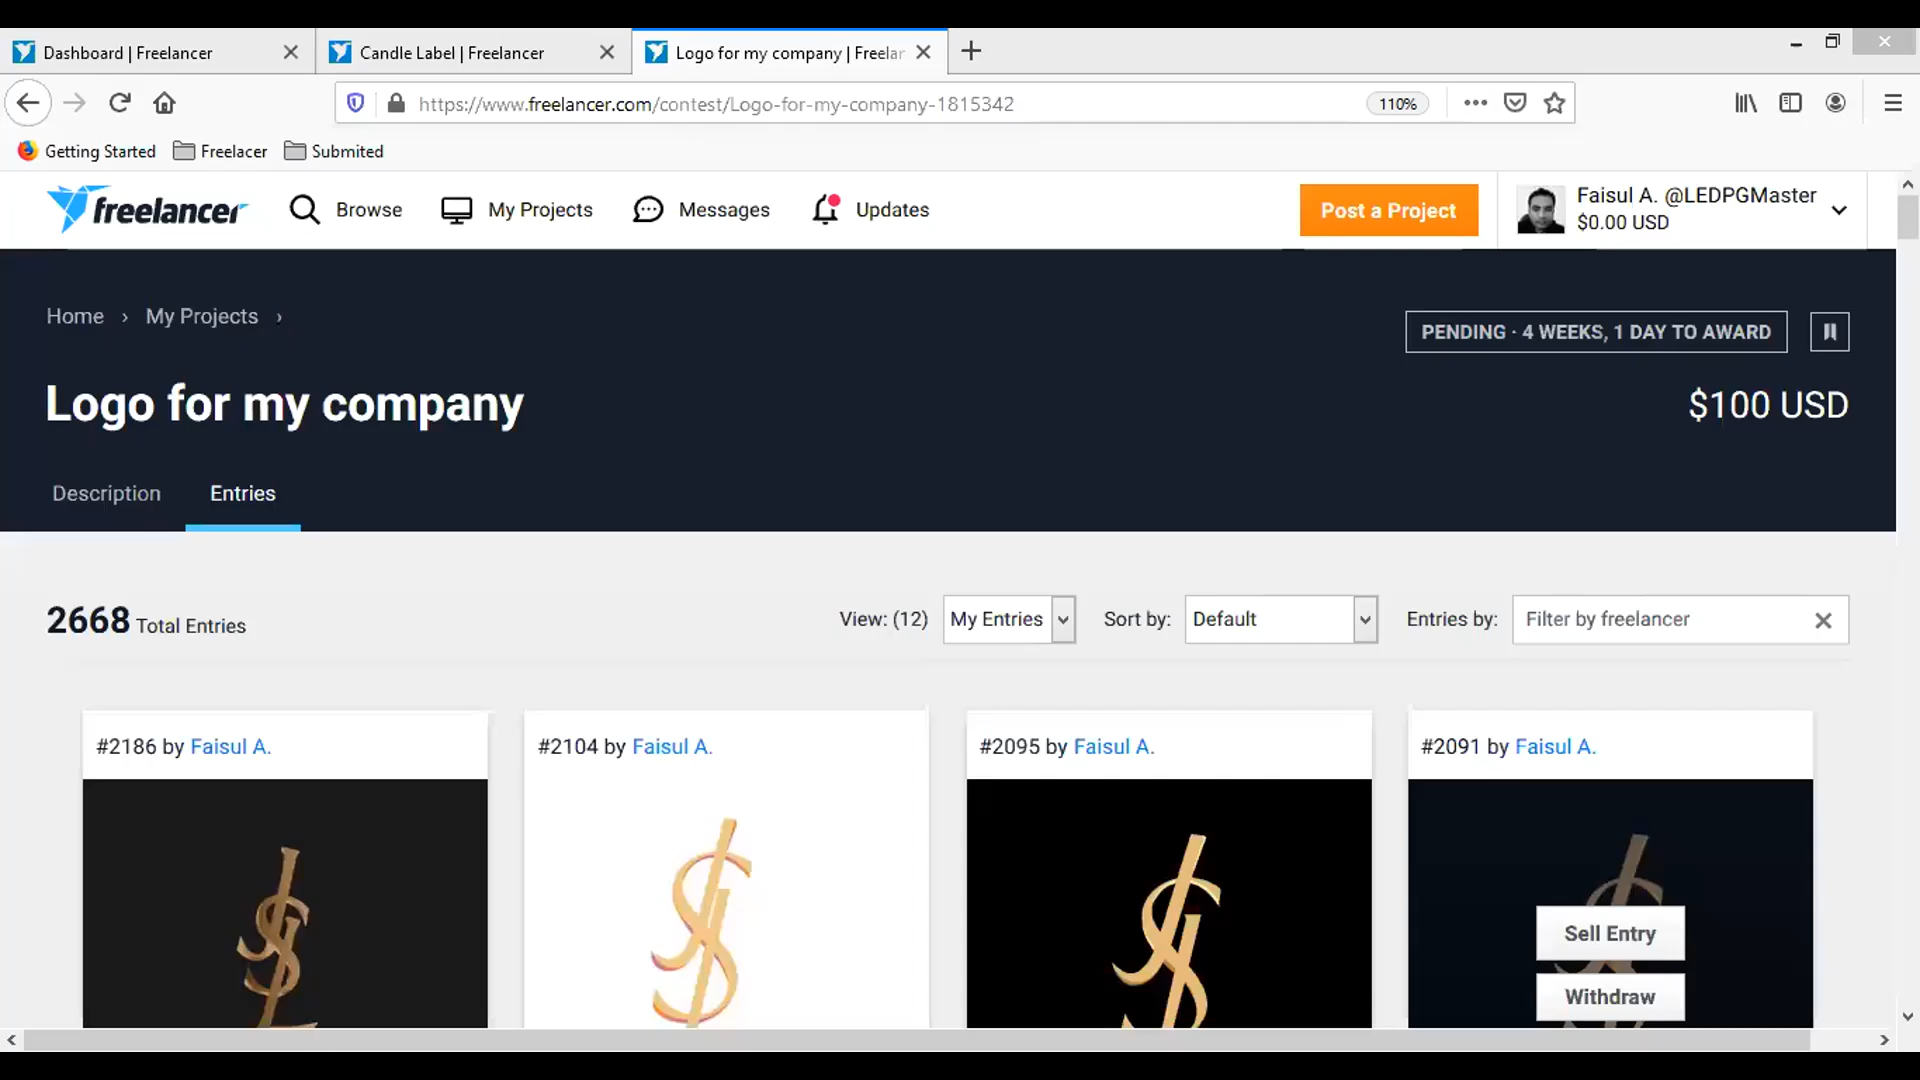 Dashboard | Freelancer
Candle Label | Freelancer
Logo for my company | Freelan
https://www.freelancer.com/contest/Logo-for-my-company-1815342
110%
Getting Started
Freelacer
Submited
freelancer
Browse
My Projects
Messages
Updates
Post a Project
Faisul A. @LEDPGMaster
$0.00 USD
Home › My Projects ›
PENDING · 4 WEEKS, 1 DAY TO AWARD
Logo for my company
$100 USD
Description
Entries
2668 Total Entries
View: (12)
My Entries
Sort by:
Default
Entries by:
Filter by freelancer
#2186 by Faisul A.
#2104 by Faisul A.
#2095 by Faisul A.
#2091 by Faisul A.
Sell Entry
Withdraw